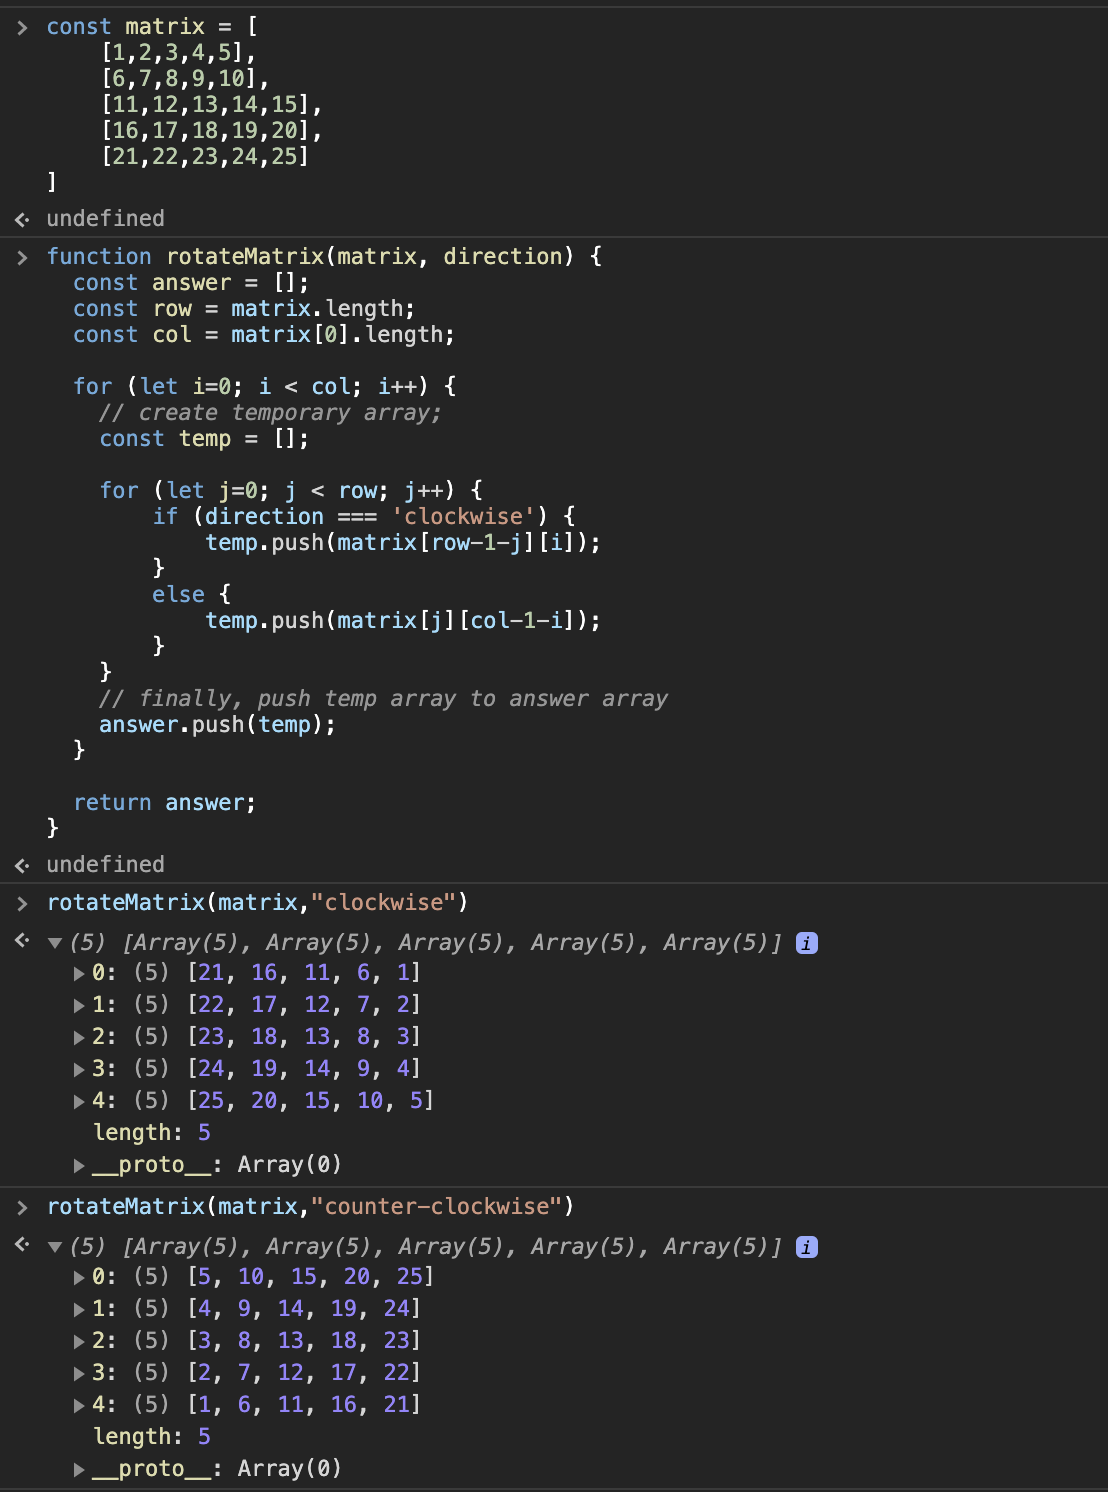 > const matrix = [
[1,2,3,4,5],
[6,7,8,9,10],
[11,12,13,14,15],
[16,17,18,19,20],
[21,22,23,24,25]
]
undefined
> function rotateMatrix(matrix, direction) {
const answer = [];
const row = matrix.length;
const col = matrix[0].length;
for (let i=0; i < col; i++) {
// create temporary array;
const temp = [];
for (let j=0; j < row; j++) {
if (direction === 'clockwise') {
temp.push(matrix[row-1-j][i]);
}
else {
temp.push(matrix[j][col-1-i]);
}
}
// finally, push temp array to answer array
answer.push(temp);
}
return answer;
}
undefined
> rotateMatrix(matrix,"clockwise")
▼(5) [Array(5), Array(5), Array(5), Array(5), Array(5)] i
▶0: (5) [21, 16, 11, 6, 1]
▶1: (5) [22, 17, 12, 7, 2]
▶2: (5) [23, 18, 13, 8, 3]
▶3: (5) [24, 19, 14, 9, 4]
▶4: (5) [25, 20, 15, 10, 5]
length: 5
▶__proto__: Array(0)
> rotateMatrix(matrix,"counter-clockwise")
▼(5) [Array(5), Array(5), Array(5), Array(5), Array(5)] i
▶0: (5) [5, 10, 15, 20, 25]
▶1: (5) [4, 9, 14, 19, 24]
▶2: (5) [3, 8, 13, 18, 23]
▶3: (5) [2, 7, 12, 17, 22]
▶4: (5) [1, 6, 11, 16, 21]
length: 5
▶__proto__: Array(0)